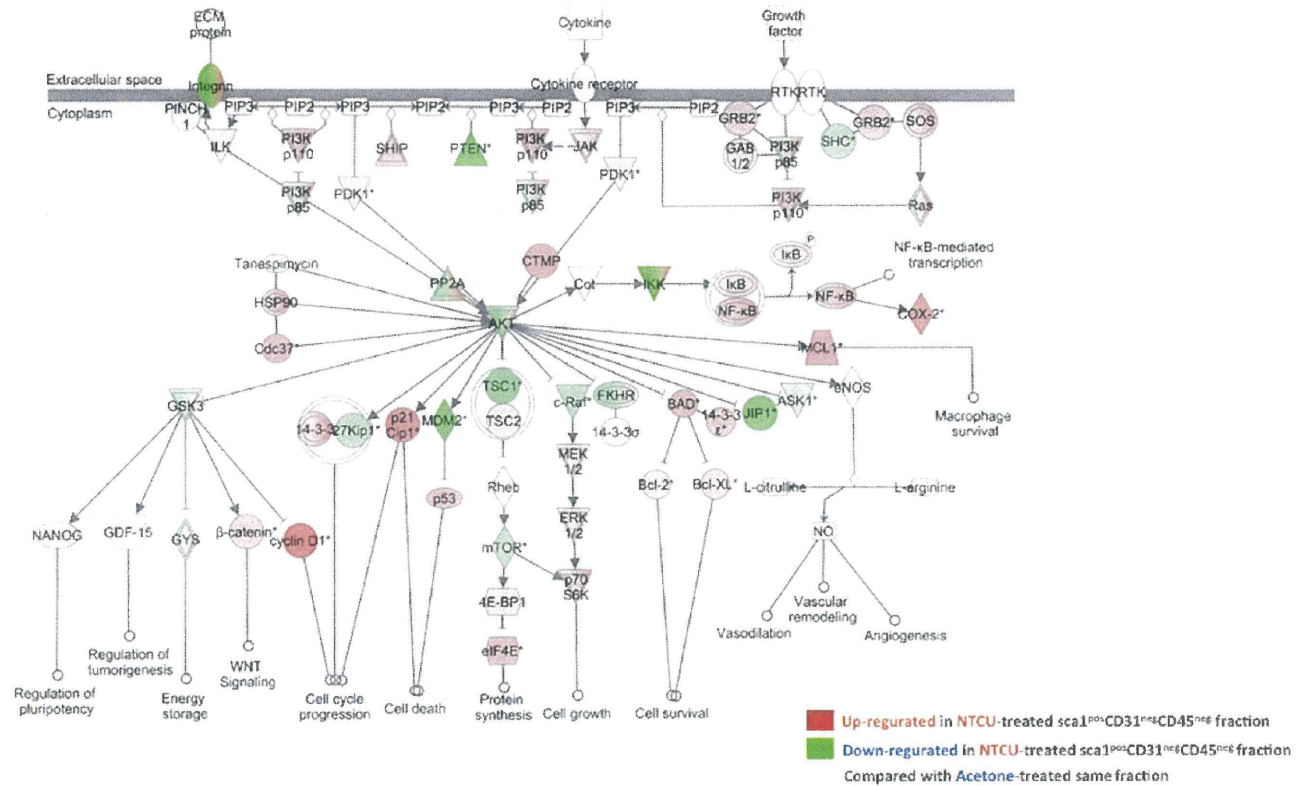 ECM
protein
Cytokine
Growth
factor
Extracellular space
Integrin
Cytokine receptor
RTK
RTK
Cytoplasm
PINCH
1
PIP3
PIP2
PIP3
PIP2
PIP3
PIP2
PIP3
PIP2
GRB2*
GRB2*
SOS
ILK
PI3K
p110
SHIP
PTEN*
PI3K
p110
JAK
GAB
1/2
PI3K
p85
SHC*
PI3K
p85
PDK1*
PI3K
p85
PDK1*
PI3K
p110
Ras
Tanespimycin
CTMP
IκB
P
NF-κB-mediated
transcription
PP2A
Cot
IKK
IκB
NF-κB
NF-κB
HSP90
COX-2*
AKT
Cdc37*
MCL1*
GSK3
TSC1*
c-Raf*
FKHR
BAD*
ASK1*
eNOS
14-3-3
27Kip1*
p21
Cip1*
MDM2*
TSC2
14-3-3σ
14-3-3
ε*
JIP1*
Macrophage
survival
MEK
1/2
p53
Rheb
Bcl-2*
Bcl-XL*
L-citrulline
L-arginine
NANOG
GDF-15
GYS
β-catenin*
cyclin D1*
ERK
1/2
NO
mTOR*
p70
S6K
4E-BP1
Vascular
remodeling
Vasodilation
Angiogenesis
eIF4E*
Regulation of
pluripotency
Regulation of
tumorigenesis
Energy
storage
WNT
Signaling
Cell cycle
progression
Cell death
Protein
synthesis
Cell growth
Cell survival
Up-regurated in NTCU-treated sca1posCD31negCD45neg fraction
Down-regurated in NTCU-treated sca1posCD31negCD45neg fraction
Compared with Acetone-treated same fraction